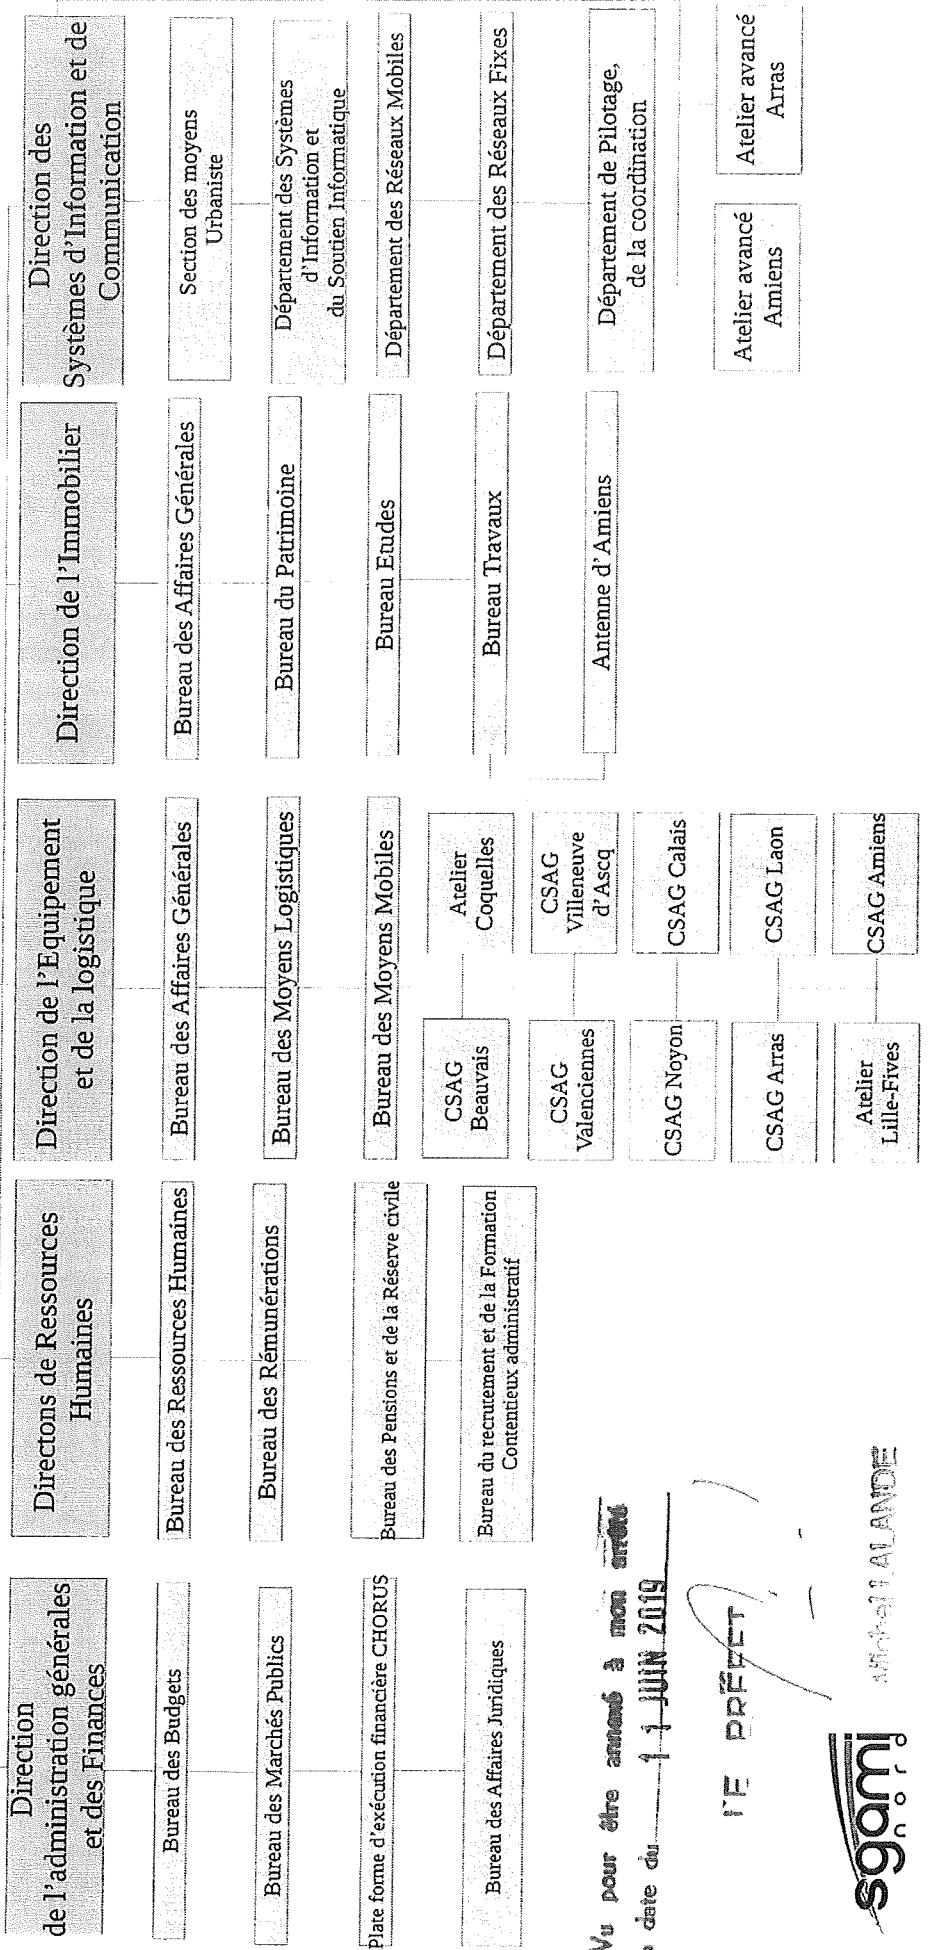 Direction
de l'administration générales
et des Finances
Bureau des Budgets
Bureau des Marchés Publics
Plate forme d'exécution financière CHORUS
Bureau des Affaires Juridiques
Directons de Ressources
Humaines
Bureau des Ressources Humaines
Bureau des Rémunérations
Bureau des Pensions et de la Réserve civile
Bureau du recrutement et de la Formation
Contentieux administratif
Direction de l'Equipement
et de la logistique
Bureau des Affaires Générales
Bureau des Moyens Logistiques
Bureau des Moyens Mobiles
CSAG
Beauvais
Atelier
Coquelles
CSAG
Valenciennes
CSAG
Villeneuve
d'Ascq
CSAG Noyon
CSAG Calais
CSAG Arras
CSAG Laon
Atelier
Lille-Fives
CSAG Amiens
Direction de l'Immobilier
Bureau des Affaires Générales
Bureau du Patrimoine
Bureau Etudes
Bureau Travaux
Antenne d'Amiens
Direction des
Systèmes d'Information et de
Communication
Section des moyens
Urbaniste
Département des Systèmes
d'Information et
du Soutien Informatique
Département des Réseaux Mobiles
Département des Réseaux Fixes
Département de Pilotage,
de la coordination
Atelier avancé
Amiens
Atelier avancé
Arras
Vu pour être annexé à mon arrêté
date du 11 JUIN 2019
LE PRÉFET
Michel LALANDE
sgami
nord